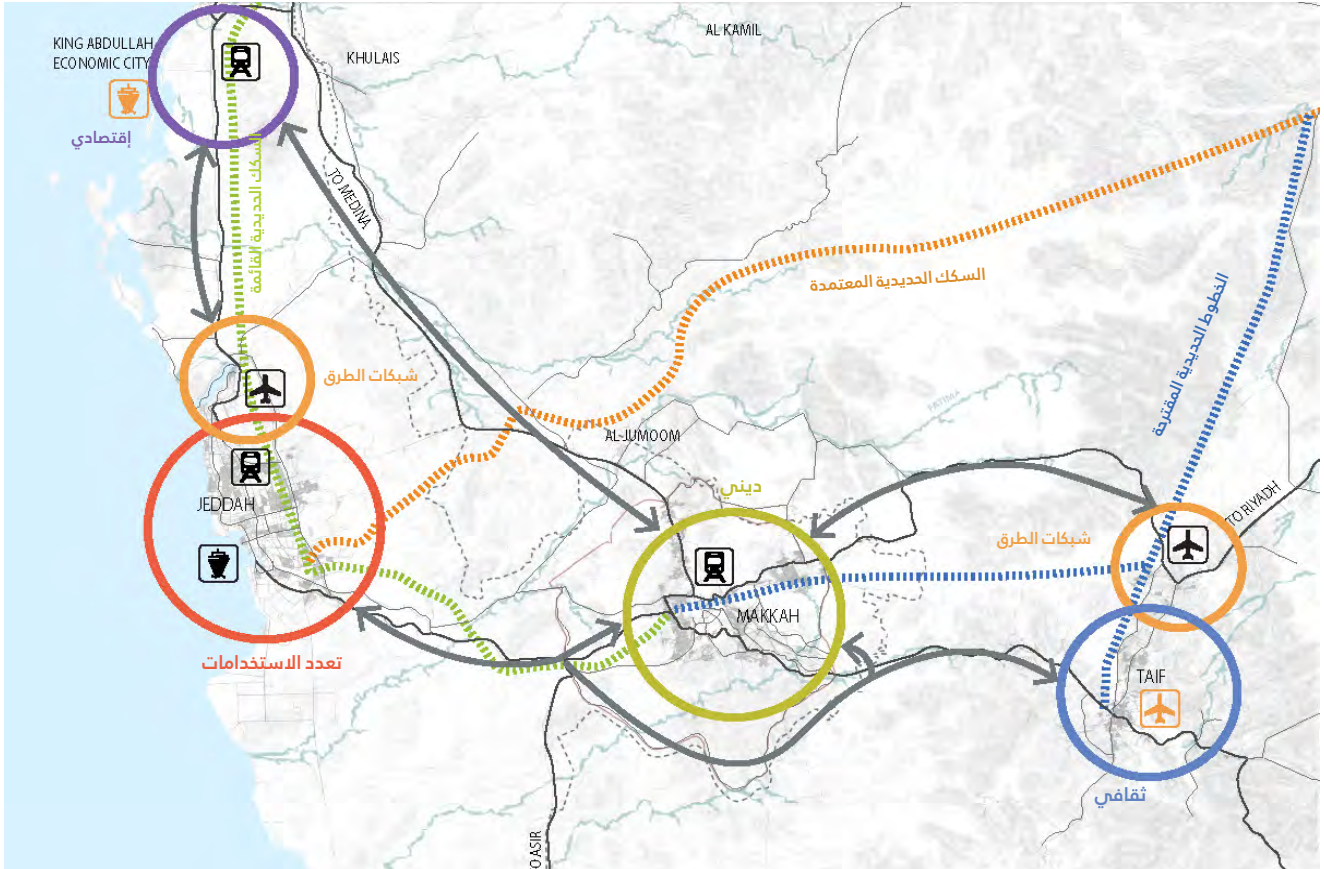 KING ABDULLAH
ECONOMIC CITY
إقتصادي
KHULAIS
AL KAMIL
السكك الحديدية القائمة
TO MEDINA
السكك الحديدية المعتمدة
الخطوط الحديدية المقترحة
شبكات الطرق
FATIMA
AL-JUMOOM
JEDDAH
ديني
TO RIYADH
شبكات الطرق
MAKKAH
تعدد الاستخدامات
TAIF
ثقافي
O ASIR